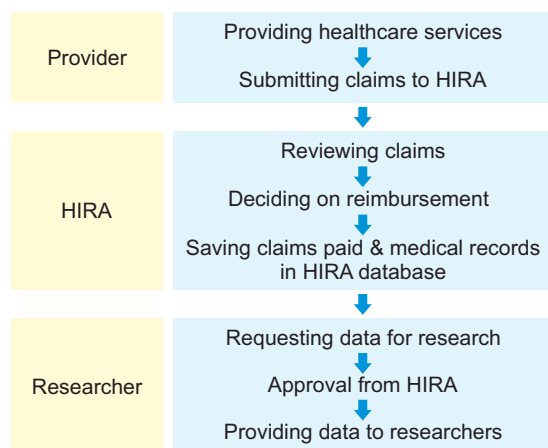 Provider
Providing healthcare services
Submitting claims to HIRA
HIRA
Reviewing claims
Deciding on reimbursement
Saving claims paid & medical records
in HIRA database
Researcher
Requesting data for research
Approval from HIRA
Providing data to researchers